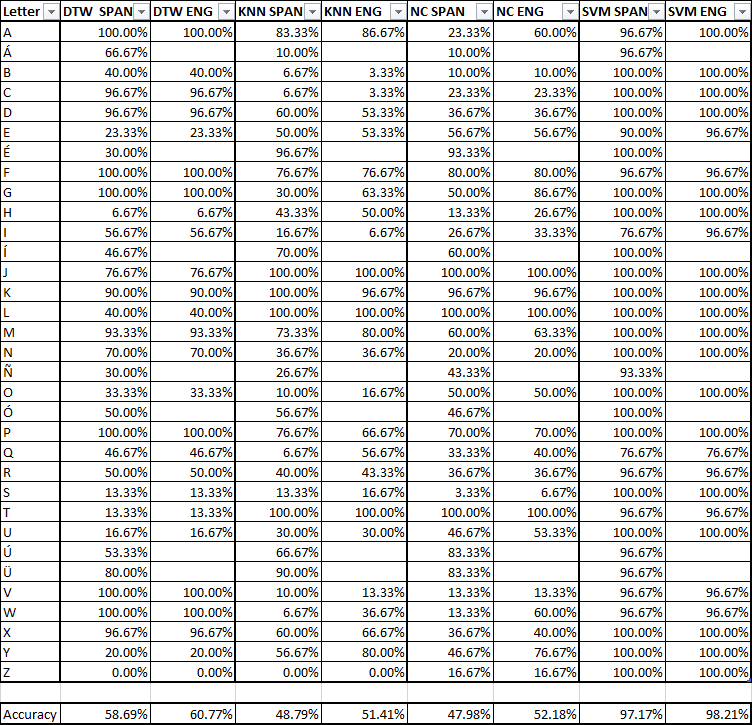 Letter DTW SPAN DTW ENG KNN SPAN KNN ENG NC SPAN NC ENG SVM SPAN SVM ENG
A 100.00% 100.00% 83.33% 86.67% 23.33% 60.00% 96.67% 100.00%
Á 66.67% 10.00% 10.00% 96.67%
B 40.00% 40.00% 6.67% 3.33% 10.00% 10.00% 100.00% 100.00%
C 96.67% 96.67% 6.67% 3.33% 23.33% 23.33% 100.00% 100.00%
D 96.67% 96.67% 60.00% 53.33% 36.67% 36.67% 100.00% 100.00%
E 23.33% 23.33% 50.00% 53.33% 56.67% 56.67% 90.00% 96.67%
É 30.00% 96.67% 93.33% 100.00%
F 100.00% 100.00% 76.67% 76.67% 80.00% 80.00% 96.67% 96.67%
G 100.00% 100.00% 30.00% 63.33% 50.00% 86.67% 100.00% 100.00%
H 6.67% 6.67% 43.33% 50.00% 13.33% 26.67% 100.00% 100.00%
I 56.67% 56.67% 16.67% 6.67% 26.67% 33.33% 76.67% 96.67%
Í 46.67% 70.00% 60.00% 100.00%
J 76.67% 76.67% 100.00% 100.00% 100.00% 100.00% 100.00% 100.00%
K 90.00% 90.00% 100.00% 96.67% 96.67% 96.67% 100.00% 100.00%
L 40.00% 40.00% 100.00% 100.00% 100.00% 100.00% 100.00% 100.00%
M 93.33% 93.33% 73.33% 80.00% 60.00% 63.33% 100.00% 100.00%
N 70.00% 70.00% 36.67% 36.67% 20.00% 20.00% 100.00% 100.00%
Ñ 30.00% 26.67% 43.33% 93.33%
O 33.33% 33.33% 10.00% 16.67% 50.00% 50.00% 100.00% 100.00%
Ó 50.00% 56.67% 46.67% 100.00%
P 100.00% 100.00% 76.67% 66.67% 70.00% 70.00% 100.00% 100.00%
Q 46.67% 46.67% 6.67% 56.67% 33.33% 40.00% 76.67% 76.67%
R 50.00% 50.00% 40.00% 43.33% 36.67% 36.67% 96.67% 96.67%
S 13.33% 13.33% 13.33% 16.67% 3.33% 6.67% 100.00% 100.00%
T 13.33% 13.33% 100.00% 100.00% 100.00% 100.00% 96.67% 96.67%
U 16.67% 16.67% 30.00% 30.00% 46.67% 53.33% 100.00% 100.00%
Ú 53.33% 66.67% 83.33% 96.67%
Ü 80.00% 90.00% 83.33% 96.67%
V 100.00% 100.00% 10.00% 13.33% 13.33% 13.33% 96.67% 96.67%
W 100.00% 100.00% 6.67% 36.67% 13.33% 60.00% 96.67% 96.67%
X 96.67% 96.67% 60.00% 66.67% 36.67% 40.00% 100.00% 100.00%
Y 20.00% 20.00% 56.67% 80.00% 46.67% 76.67% 100.00% 100.00%
Z 0.00% 0.00% 0.00% 0.00% 16.67% 16.67% 100.00% 100.00%
Accuracy 58.69% 60.77% 48.79% 51.41% 47.98% 52.18% 97.17% 98.21%